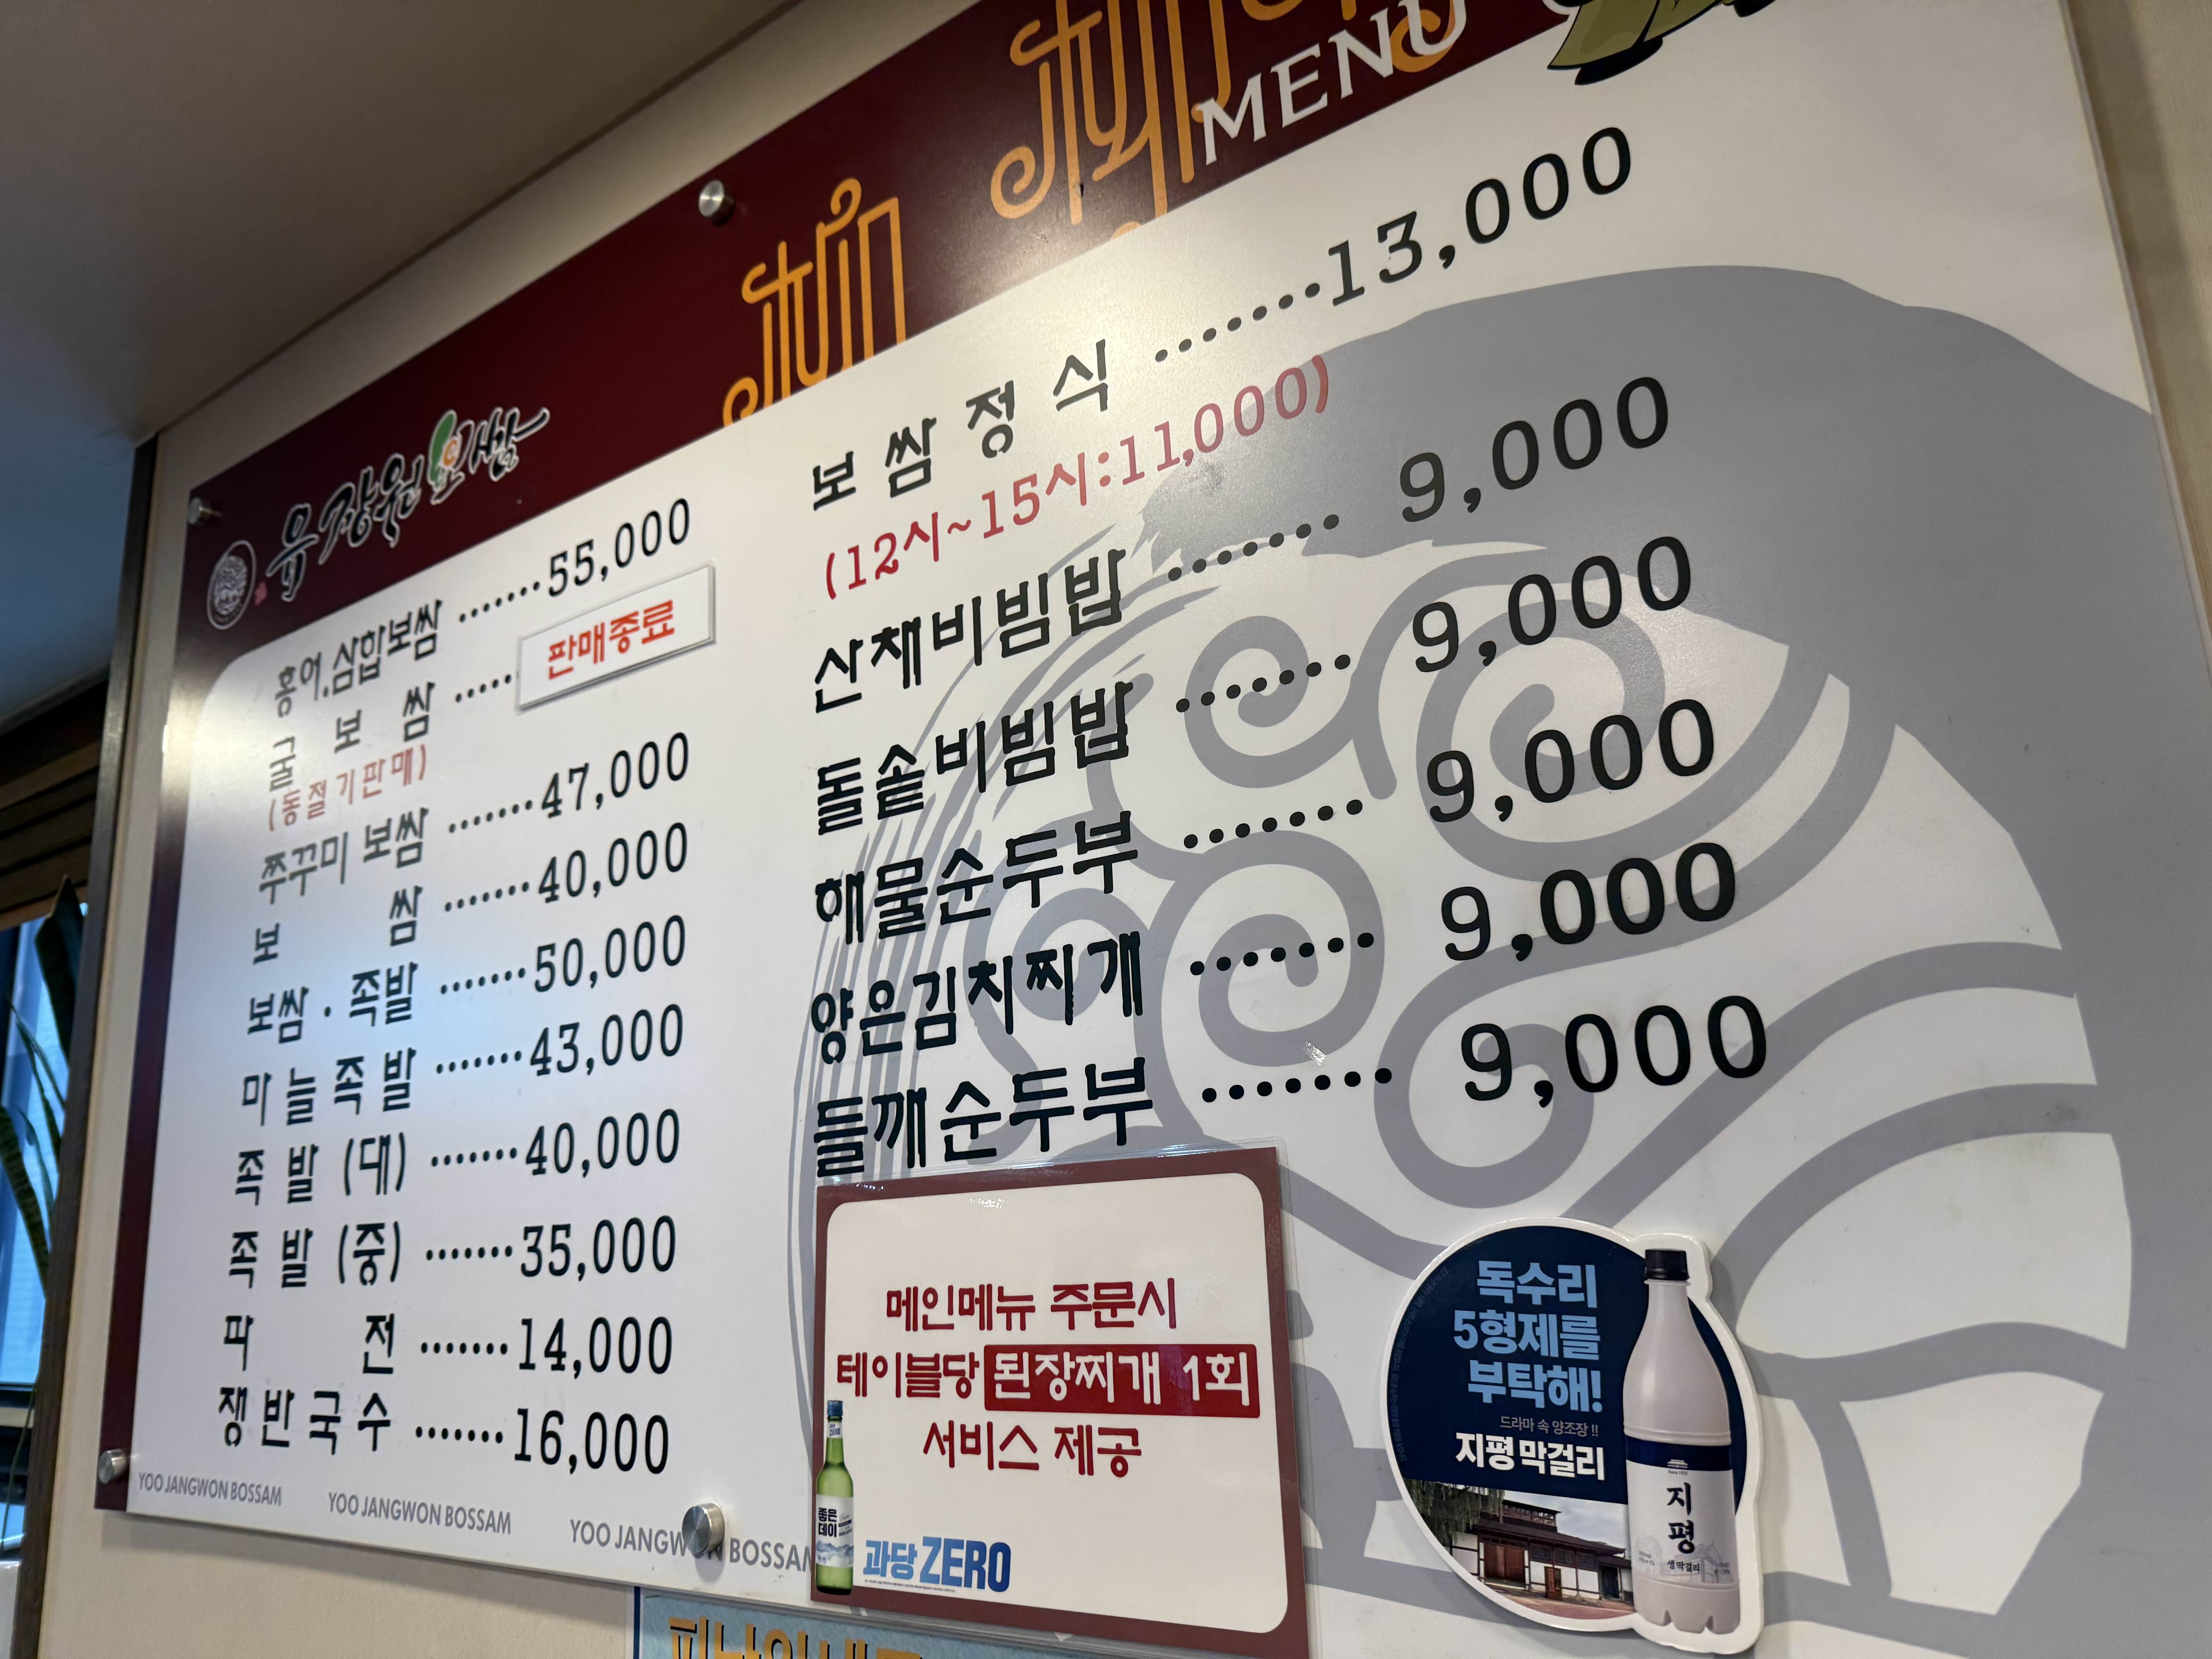 MENU
유장원보쌈
홍어.삼합보쌈 ·······55,000
굴 보 쌈 ·····판매종료
(동절기판매)
쭈꾸미 보쌈 ·······47,000
보 쌈 ·······40,000
보쌈 · 족발 ·······50,000
마늘족발 ·······43,000
족 발 (대) ·······40,000
족 발 (중) ·······35,000
파 전 ·······14,000
쟁반국수 ·······16,000
YOO JANGWON BOSSAM YOO JANGWON BOSSAM YOO JANGWON BOSSAM
보 쌈 정 식 ·······13,000
(12시~15시:11,000)
산채비빔밥 ······· 9,000
돌솥비빔밥 ······· 9,000
해물순두부 ······· 9,000
양은김치찌개 ······· 9,000
들깨순두부 ······· 9,000
메인메뉴 주문시
테이블당 된장찌개 1회
서비스 제공
좋은
데이
과당 ZERO
독수리
5형제를
부탁해!
드라마 속 양조장 !!
지평막걸리
지평
생막걸리